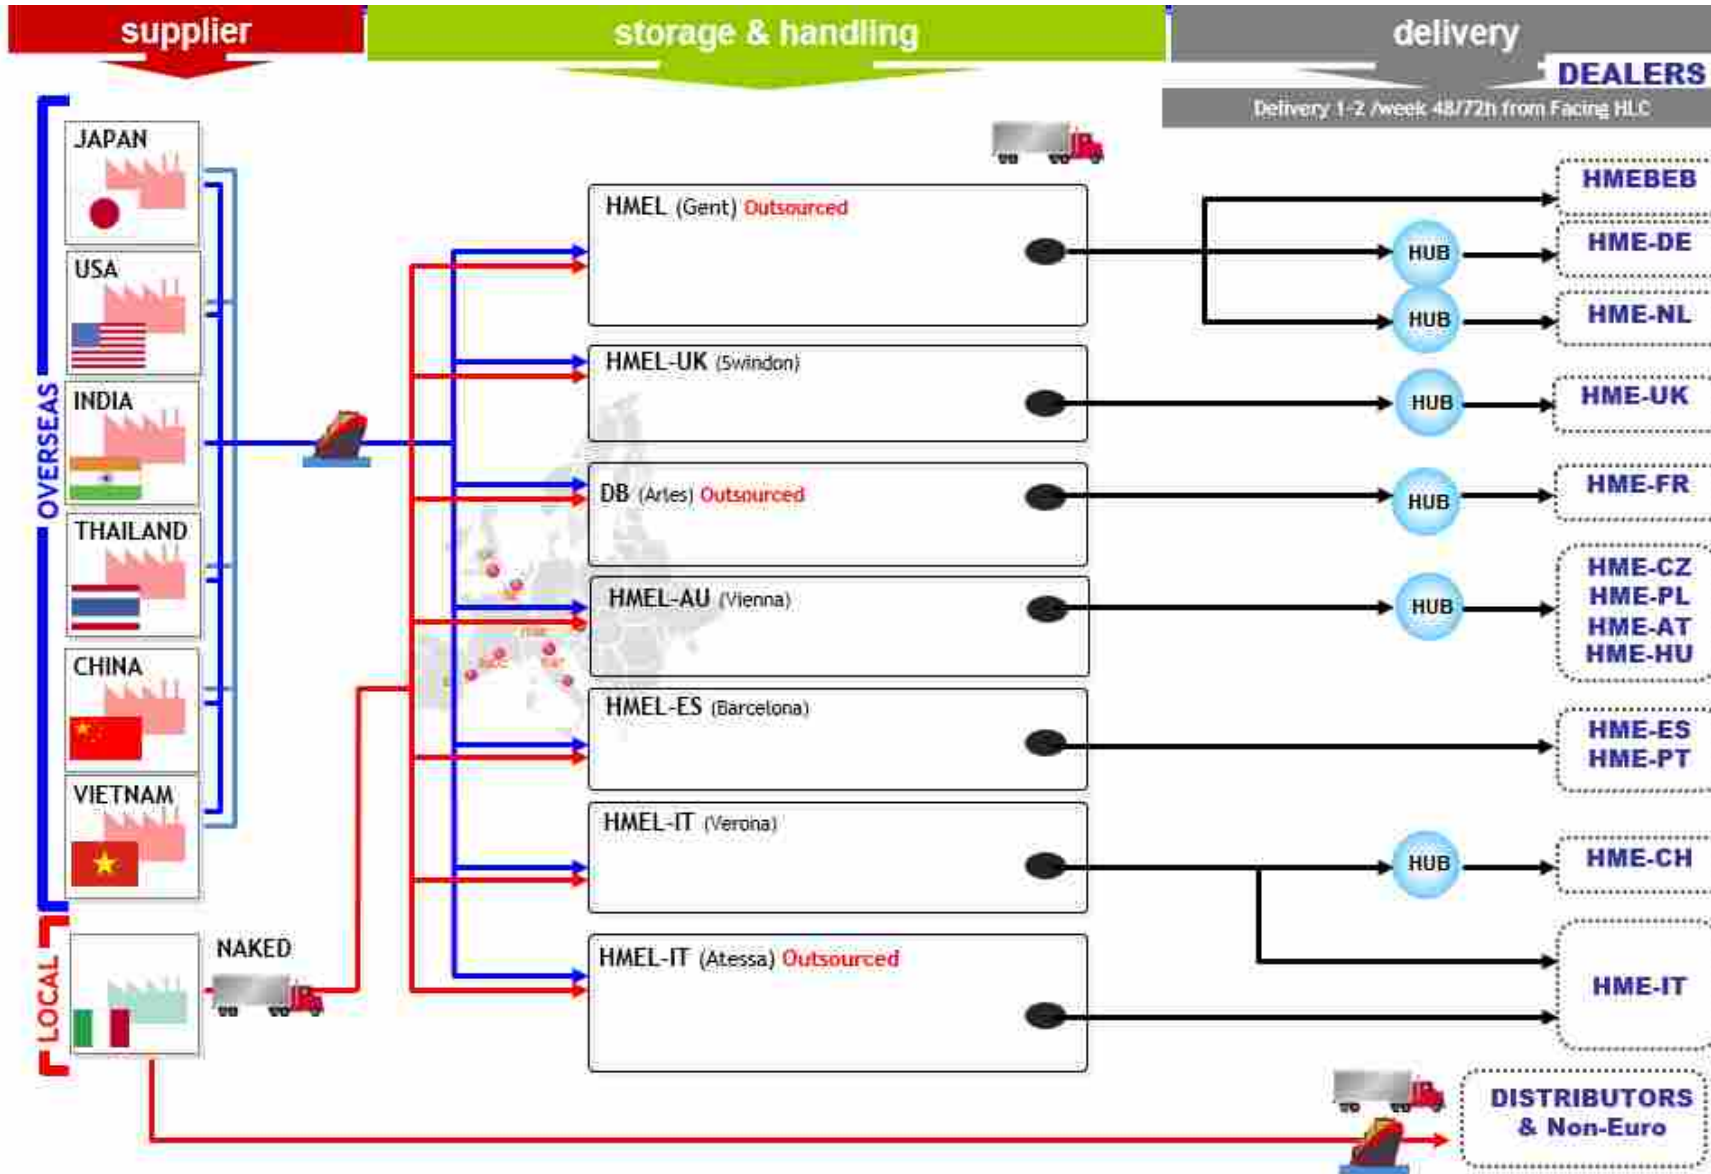 supplier
storage & handling
delivery
DEALERS
Delivery 1-2 /week 48/72h from Facing HLC
OVERSEAS
JAPAN
USA
INDIA
THAILAND
CHINA
VIETNAM
LOCAL
NAKED
HMEL (Gent) Outsourced
HMEL-UK (Swindon)
DB (Arles) Outsourced
HMEL-AU (Vienna)
HMEL-ES (Barcelona)
HMEL-IT (Verona)
HMEL-IT (Atessa) Outsourced
HUB
HUB
HUB
HUB
HUB
HUB
HMEBEB
HME-DE
HME-NL
HME-UK
HME-FR
HME-CZ
HME-PL
HME-AT
HME-HU
HME-ES
HME-PT
HME-CH
HME-IT
DISTRIBUTORS
& Non-Euro